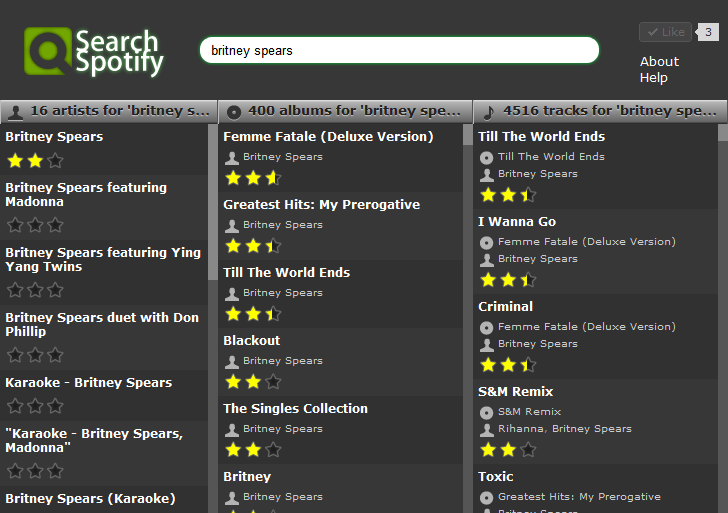 Search
Spotify
britney spears
Like
3
About
Help
16 artists for 'britney s...
Britney Spears
Britney Spears featuring
Madonna
Britney Spears featuring Ying
Yang Twins
Britney Spears duet with Don
Phillip
Karaoke - Britney Spears
"Karaoke - Britney Spears,
Madonna"
Britney Spears (Karaoke)
400 albums for 'britney spe...
Femme Fatale (Deluxe Version)
Britney Spears
Greatest Hits: My Prerogative
Britney Spears
Till The World Ends
Britney Spears
Blackout
Britney Spears
The Singles Collection
Britney Spears
Britney
Britney Spears
4516 tracks for 'britney spe...
Till The World Ends
Till The World Ends
Britney Spears
I Wanna Go
Femme Fatale (Deluxe Version)
Britney Spears
Criminal
Femme Fatale (Deluxe Version)
Britney Spears
S&M Remix
S&M Remix
Rihanna, Britney Spears
Toxic
Greatest Hits: My Prerogative
Britney Spears